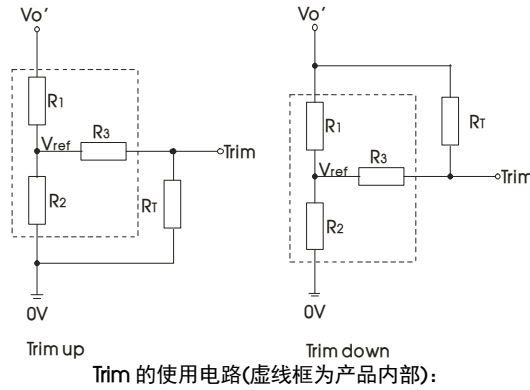 Vo' Vo'
R1 R3 Vref Trim R2 RT
R1 RT R3 Vref Trim R2
0V 0V
Trim up Trim down
Trim 的使用电路(虚线框为产品内部)：